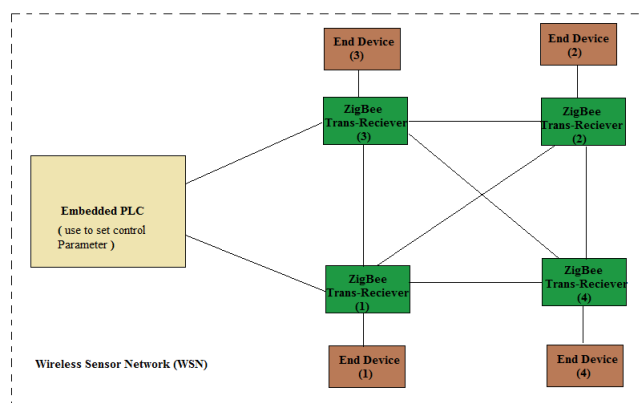 End Device
(3)
End Device
(2)
ZigBee
Trans-Reciever
(3)
ZigBee
Trans-Reciever
(2)
Embedded PLC
( use to set control
Parameter )
ZigBee
Trans-Reciever
(1)
ZigBee
Trans-Reciever
(4)
End Device
(1)
End Device
(4)
Wireless Sensor Network (WSN)